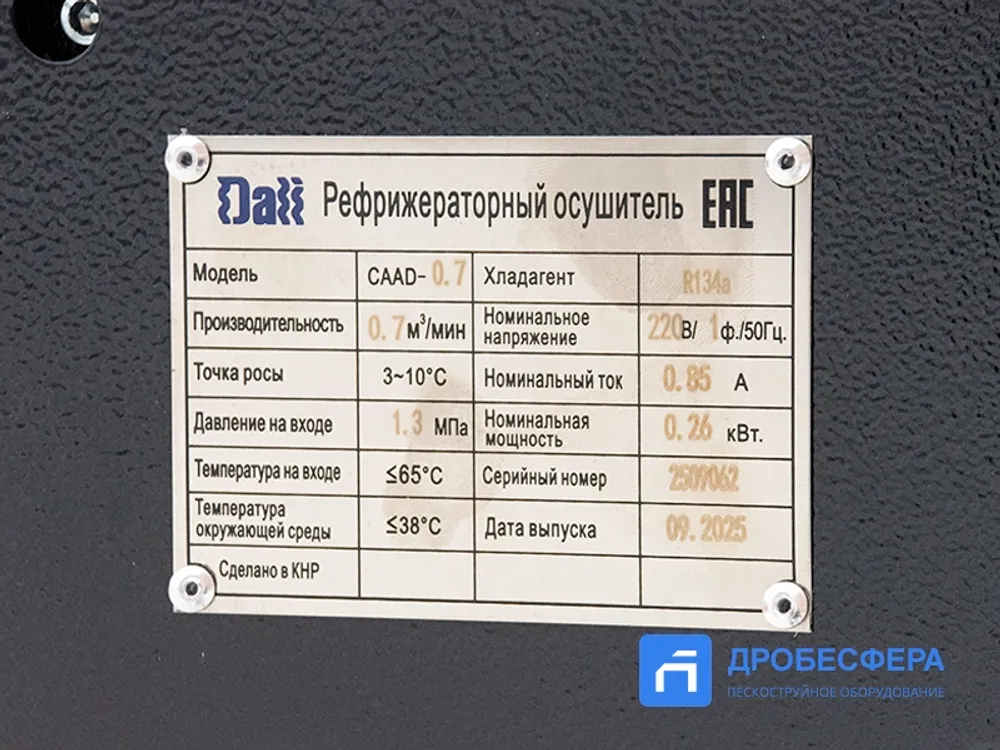 Dali Рефрижераторный осушитель EAC
Модель CAAD-0.7 Хладагент R134a
Производительность 0.7 м³/мин Номинальное напряжение 220В/ 1ф./50Гц.
Точка росы 3~10°C Номинальный ток 0.85 А
Давление на входе 1.3 МПа Номинальная мощность 0.26 кВт.
Температура на входе ≤65°C Серийный номер 2509062
Температура окружающей среды ≤38°C Дата выпуска 09.2025
Сделано в КНР
ДРОБЕСФЕРА
ПЕСКОСТРУЙНОЕ ОБОРУДОВАНИЕ